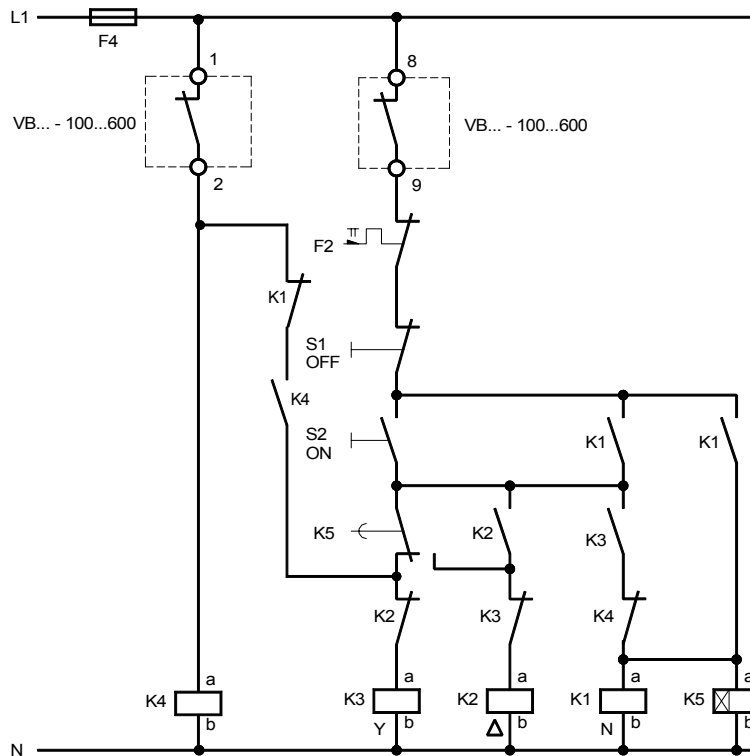 L1
F4
1
8
VB... - 100...600
VB... - 100...600
2
9
F2
K1
S1
OFF
K4
S2
ON
K1
K1
K5
K2
K3
K2
K3
K4
a
a
a
a
a
K4
K3
K2
K1
K5
b
b
b
b
b
Y
Δ
N
N